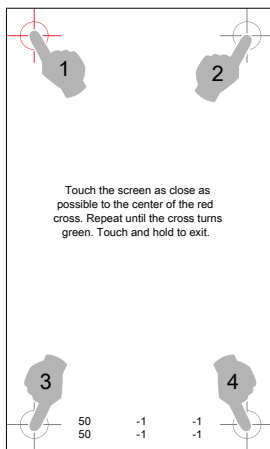 1
2
Touch the screen as close as
possible to the center of the red
cross. Repeat until the cross turns
green. Touch and hold to exit.
3
4
50 -1 -1
50 -1 -1